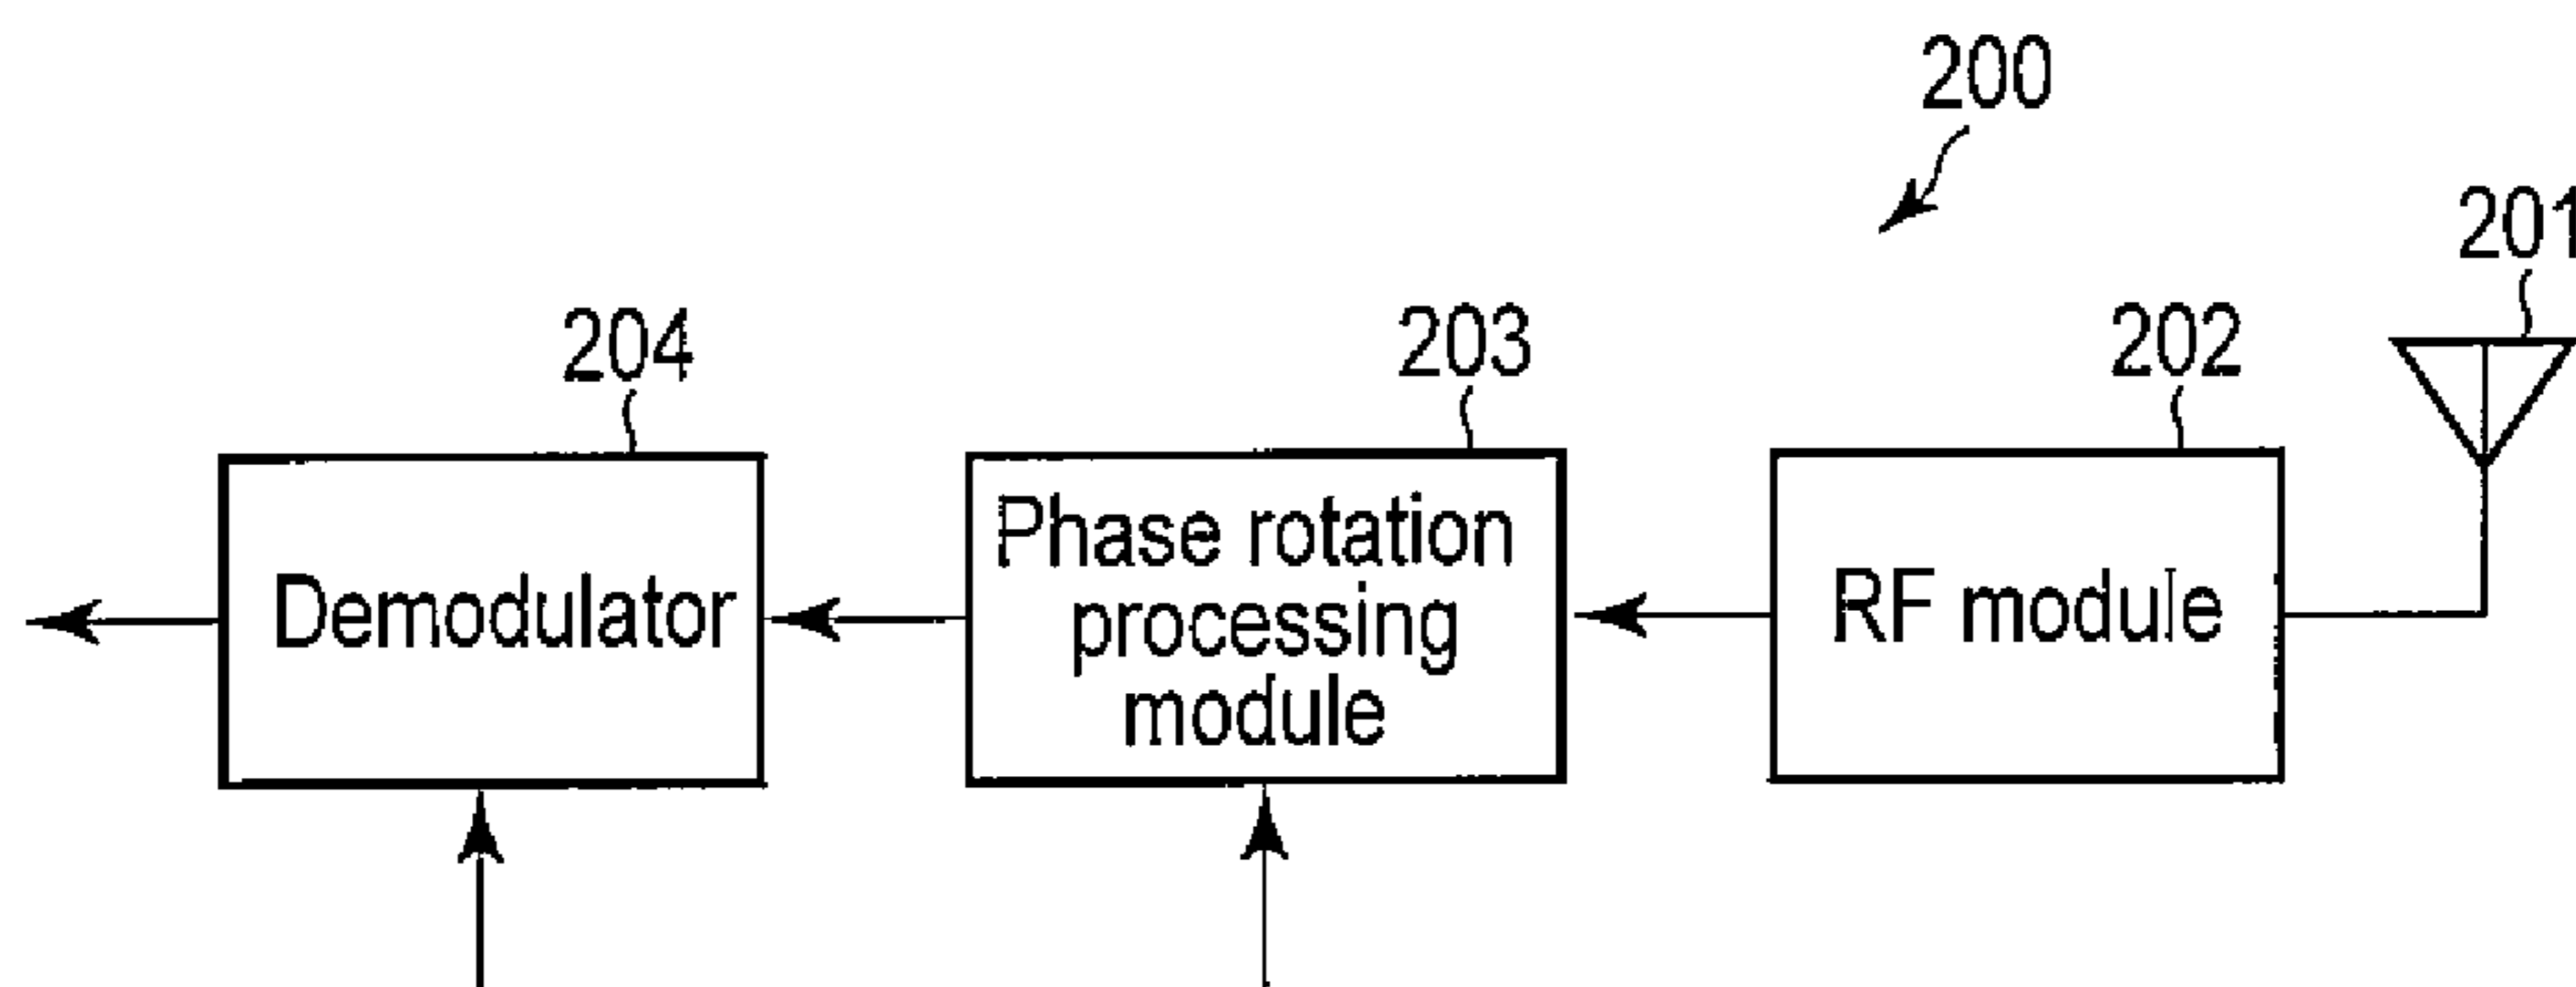 200
201
204
203
202
Demodulator
Phase rotation
processing
module
RF module